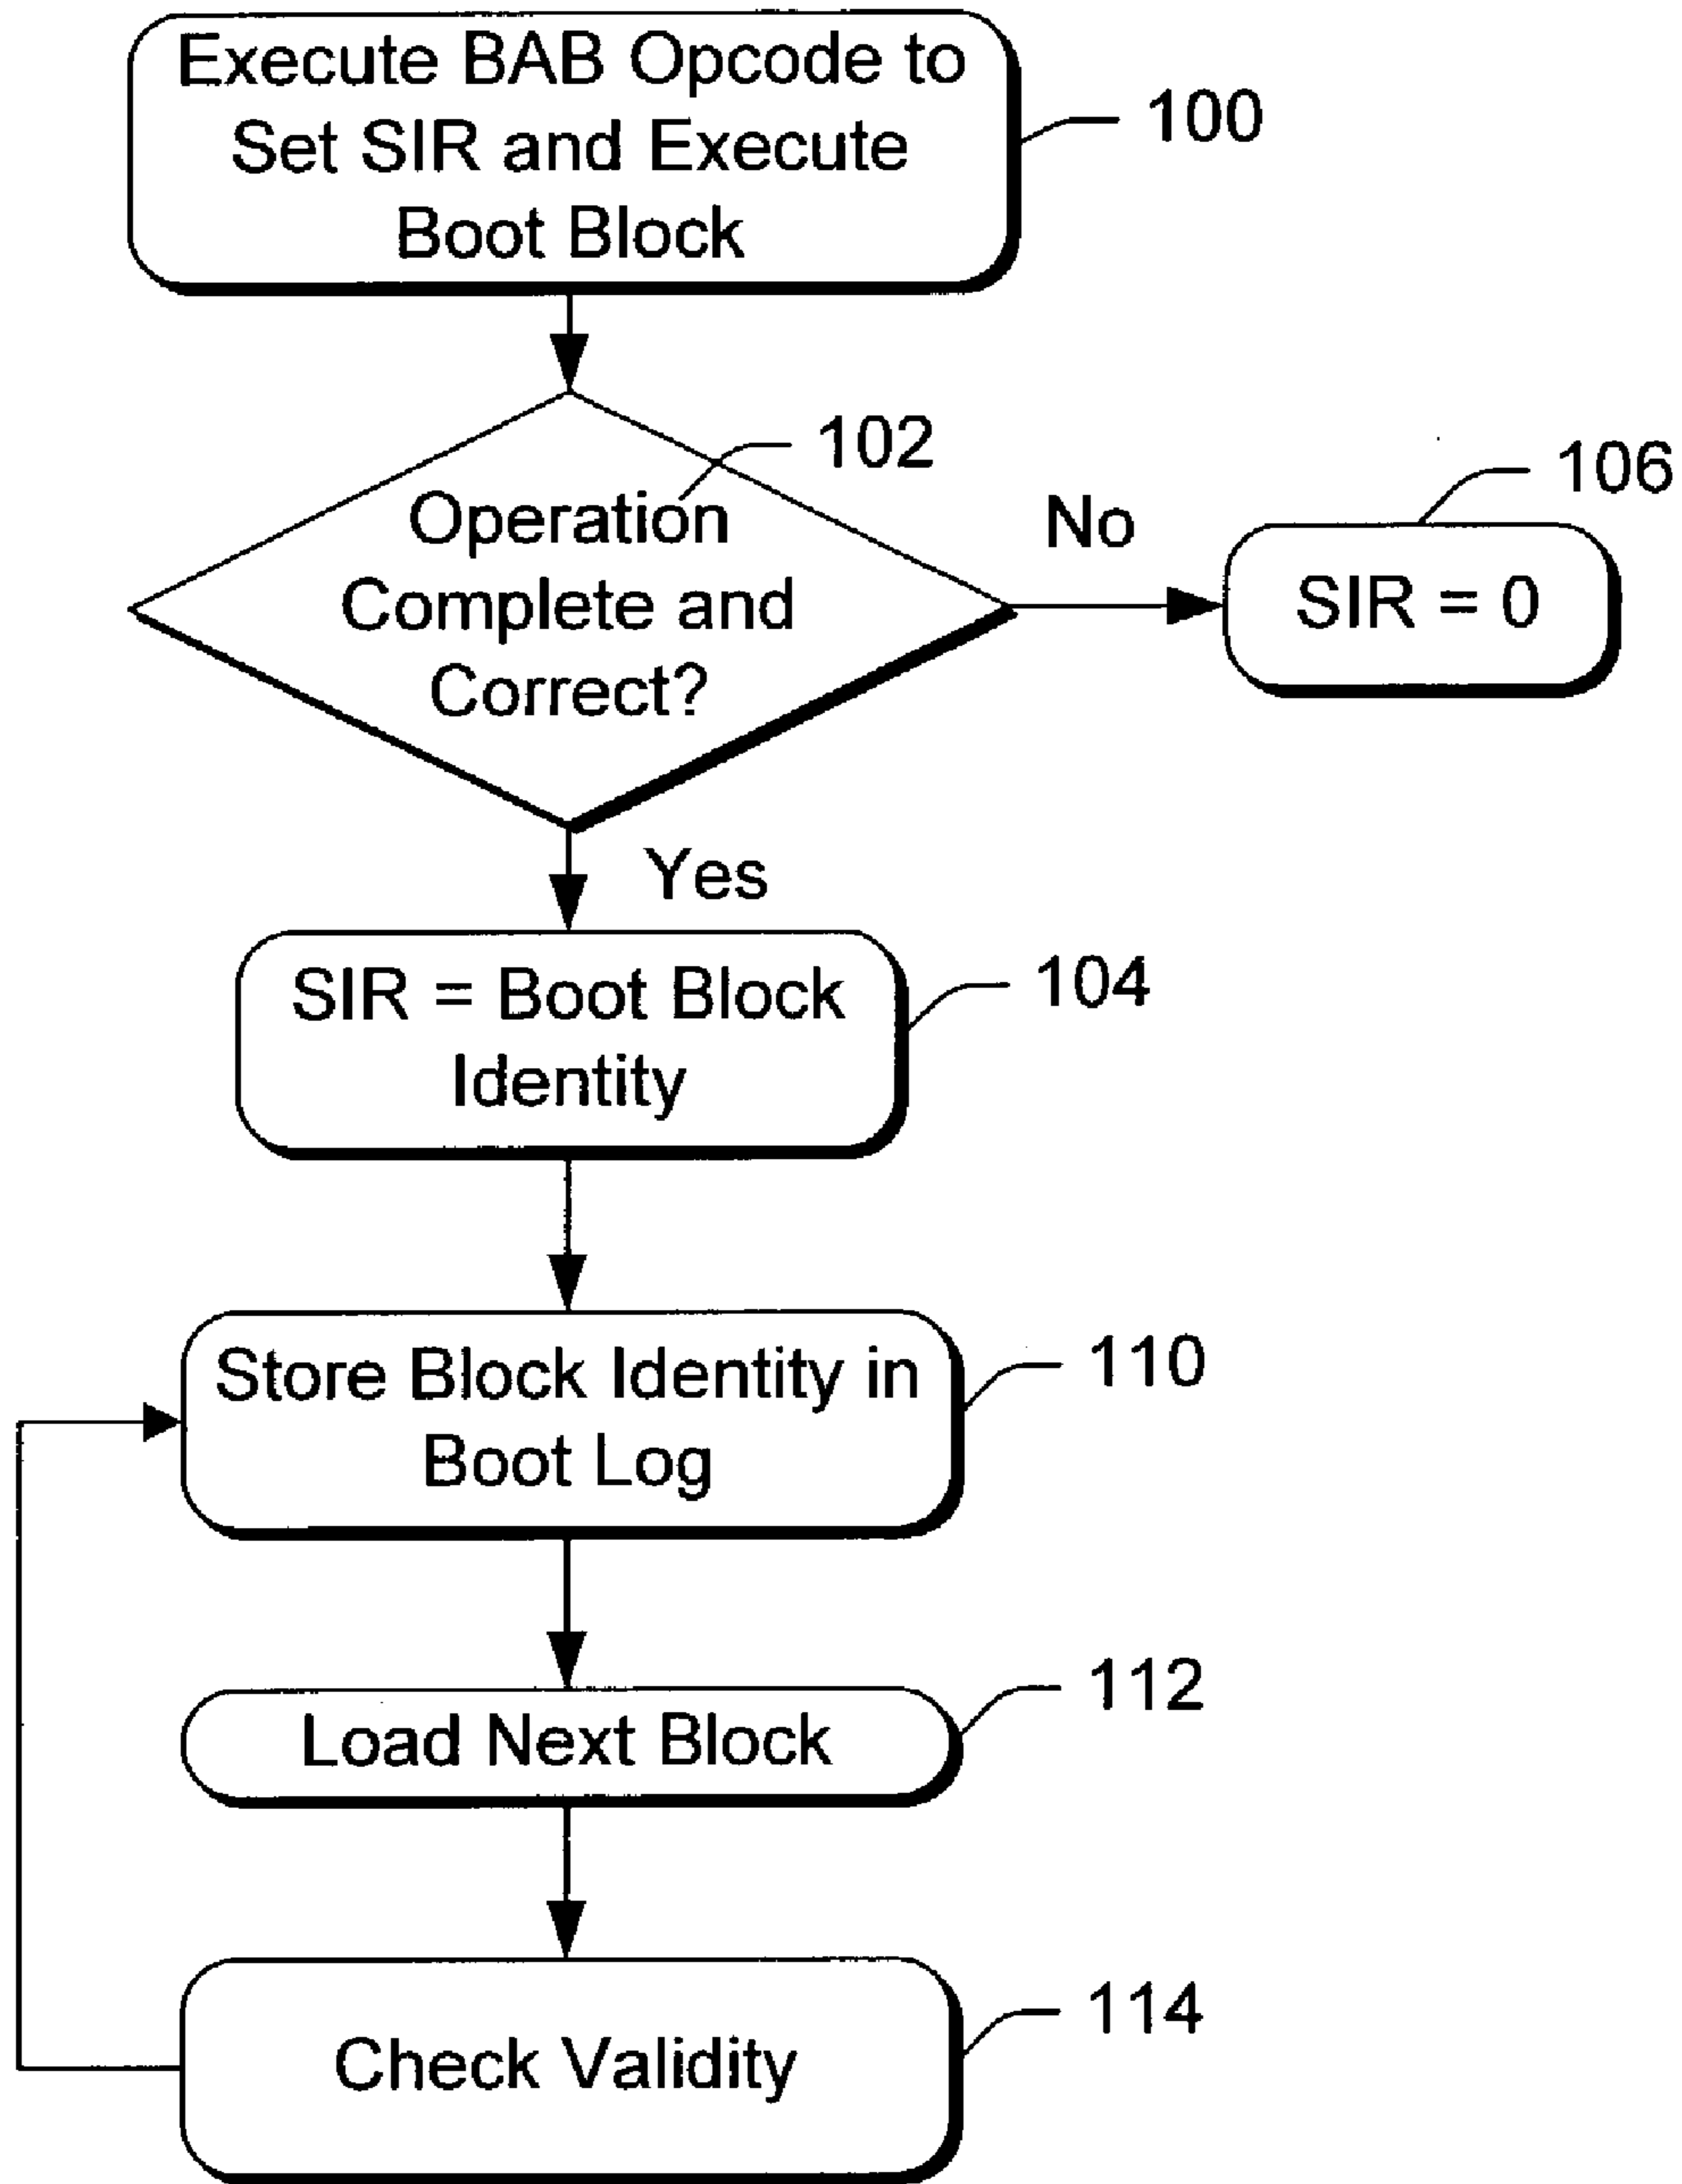 Execute BAB Opcode to
Set SIR and Execute
Boot Block
100
102
Operation
Complete and
Correct?
No
106
SIR = 0
Yes
SIR = Boot Block
Identity
104
Store Block Identity in
Boot Log
110
Load Next Block
112
Check Validity
114